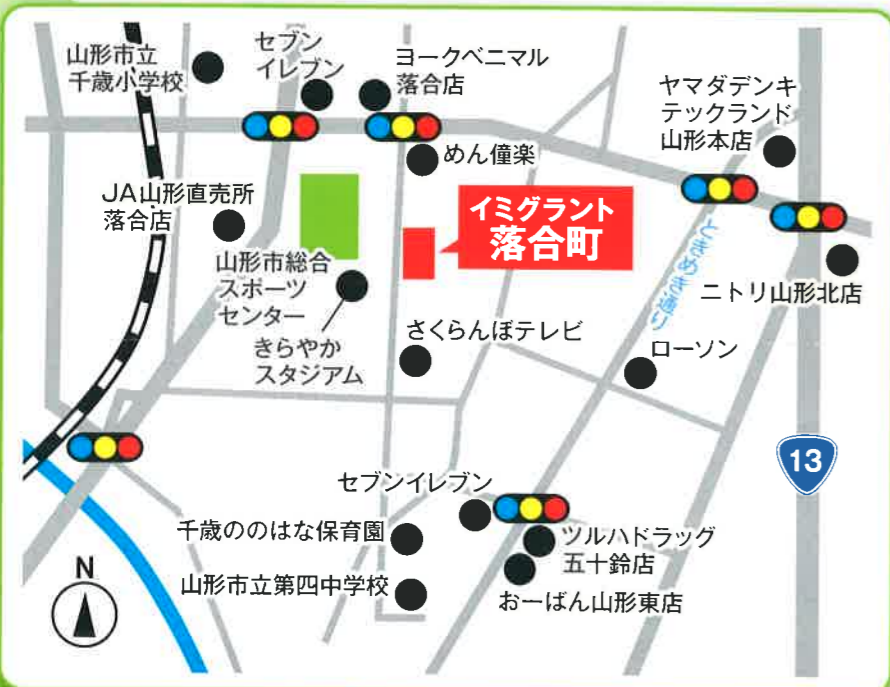 山形市立
千歳小学校
セブン
イレブン
ヨークベニマル
落合店
ヤマダデンキ
テックランド
山形本店
めん僮楽
JA山形直売所
落合店
イミグラント
落合町
山形市総合
スポーツ
センター
きらやか
スタジアム
ときめき通り
ニトリ山形北店
さくらんぼテレビ
ローソン
13
セブンイレブン
千歳ののはな保育園
ツルハドラッグ
五十鈴店
山形市立第四中学校
おーばん山形東店
N